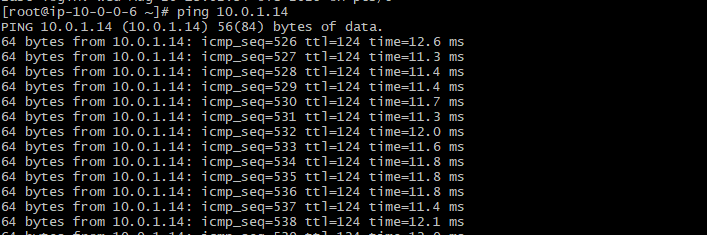 [root@ip-10-0-0-6 ~]# ping 10.0.1.14
PING 10.0.1.14 (10.0.1.14) 56(84) bytes of data.
64 bytes from 10.0.1.14: icmp_seq=526 ttl=124 time=12.6 ms
64 bytes from 10.0.1.14: icmp_seq=527 ttl=124 time=11.3 ms
64 bytes from 10.0.1.14: icmp_seq=528 ttl=124 time=11.4 ms
64 bytes from 10.0.1.14: icmp_seq=529 ttl=124 time=11.4 ms
64 bytes from 10.0.1.14: icmp_seq=530 ttl=124 time=11.7 ms
64 bytes from 10.0.1.14: icmp_seq=531 ttl=124 time=11.3 ms
64 bytes from 10.0.1.14: icmp_seq=532 ttl=124 time=12.0 ms
64 bytes from 10.0.1.14: icmp_seq=533 ttl=124 time=11.6 ms
64 bytes from 10.0.1.14: icmp_seq=534 ttl=124 time=11.8 ms
64 bytes from 10.0.1.14: icmp_seq=535 ttl=124 time=11.8 ms
64 bytes from 10.0.1.14: icmp_seq=536 ttl=124 time=11.8 ms
64 bytes from 10.0.1.14: icmp_seq=537 ttl=124 time=11.4 ms
64 bytes from 10.0.1.14: icmp_seq=538 ttl=124 time=12.1 ms
64 bytes from 10.0.1.14: icmp_seq=539 ttl=124